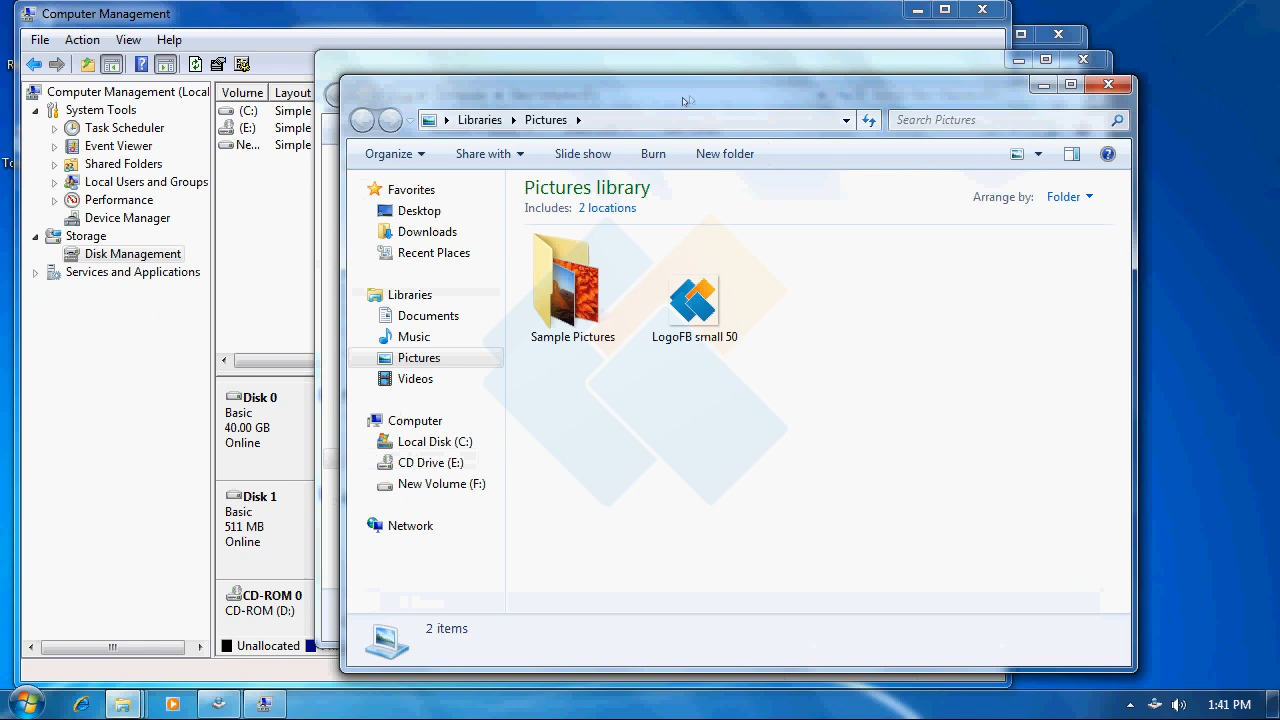 Computer Management
File Action View Help
Volume Layout
Computer Management (Local
System Tools
Task Scheduler
Event Viewer
Shared Folders
Local Users and Groups
Performance
Device Manager
Storage
Disk Management
Services and Applications
(C:) Simple
(E:) Simple
Ne... Simple
Disk 0
Basic
40.00 GB
Online
Disk 1
Basic
511 MB
Online
CD-ROM 0
CD-ROM (D:)
Unallocated
Libraries Pictures
Search Pictures
Organize Share with Slide show Burn New folder
Favorites
Desktop
Downloads
Recent Places
Libraries
Documents
Music
Pictures
Videos
Computer
Local Disk (C:)
CD Drive (E:)
New Volume (F:)
Network
Pictures library
Includes: 2 locations
Arrange by: Folder
Sample Pictures
LogoFB small 50
2 items
1:41 PM